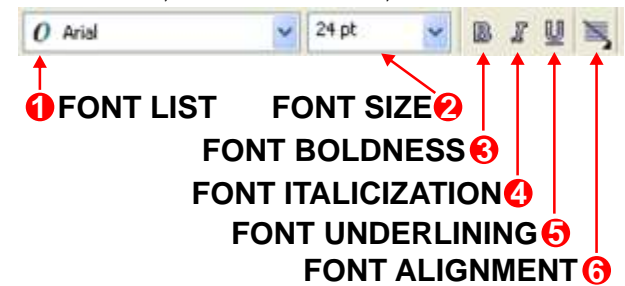 O Arial 24 pt B I U
1 FONT LIST FONT SIZE 2
FONT BOLDNESS 3
FONT ITALICIZATION 4
FONT UNDERLINING 5
FONT ALIGNMENT 6